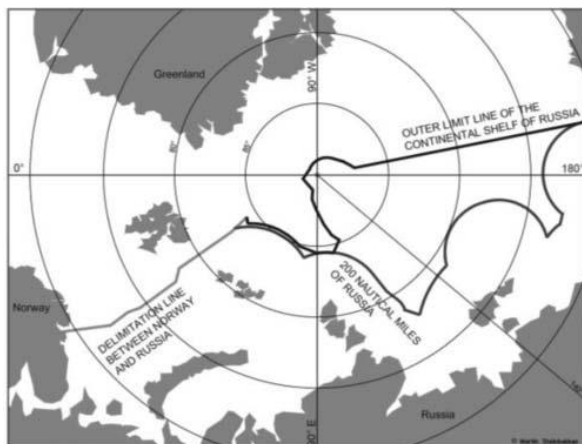 Greenland
90° W
OUTER LIMIT LINE OF THE
CONTINENTAL SHELF OF RUSSIA
0°
180°
200 NAUTICAL MILES
OF RUSSIA
Norway
DELIMITATION LINE
BETWEEN NORWAY
AND RUSSIA
Russia